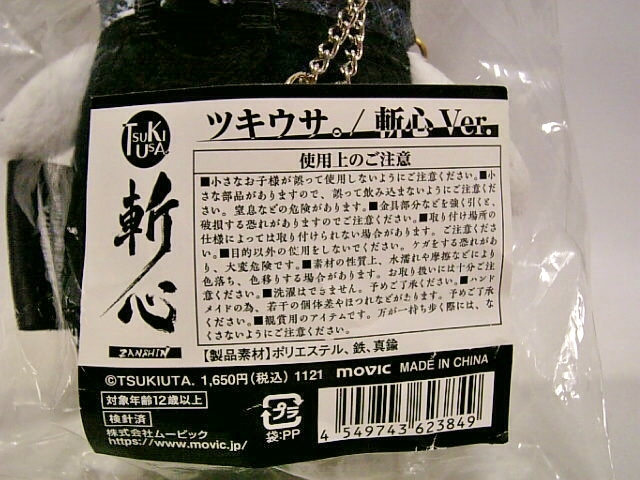 TSUKI
USA.
ツキウサ。/ 斬心 Ver.
斬心
ZANSHIN
使用上のご注意
■小さなお子様が誤って使用しないようにご注意ください。■小
さな部品がありますので、誤って飲み込まないようにご注意くだ
さい。窒息などの危険があります。■金具部分などを強く引くと、
破損する恐れがありますのでご注意ください。■取り付け場所の
仕様によっては取り付けられない場合があります。ご注意くださ
い。■目的以外の使用をしないでください。ケガをする恐れがあ
り、大変危険です。■素材の性質上、水濡れや摩擦などにより
色落ち、色移りする場合があります。お取り扱いには十分ご注
意ください。■洗濯はできません。予めご了承ください。■ハンド
メイドの為、若干の個体差やほつれなどがあります。予めご了承
ください。■観賞用のアイテムです。万が一持ち歩く際には、な
くさないようにご注意ください。
【製品素材】ポリエステル、鉄、真鍮
©TSUKIUTA. 1,650円(税込) 1121 movic MADE IN CHINA
対象年齢12歳以上
検針済
株式会社ムービック
https://www.movic.jp/
プラ
袋:PP
4 549743 623849